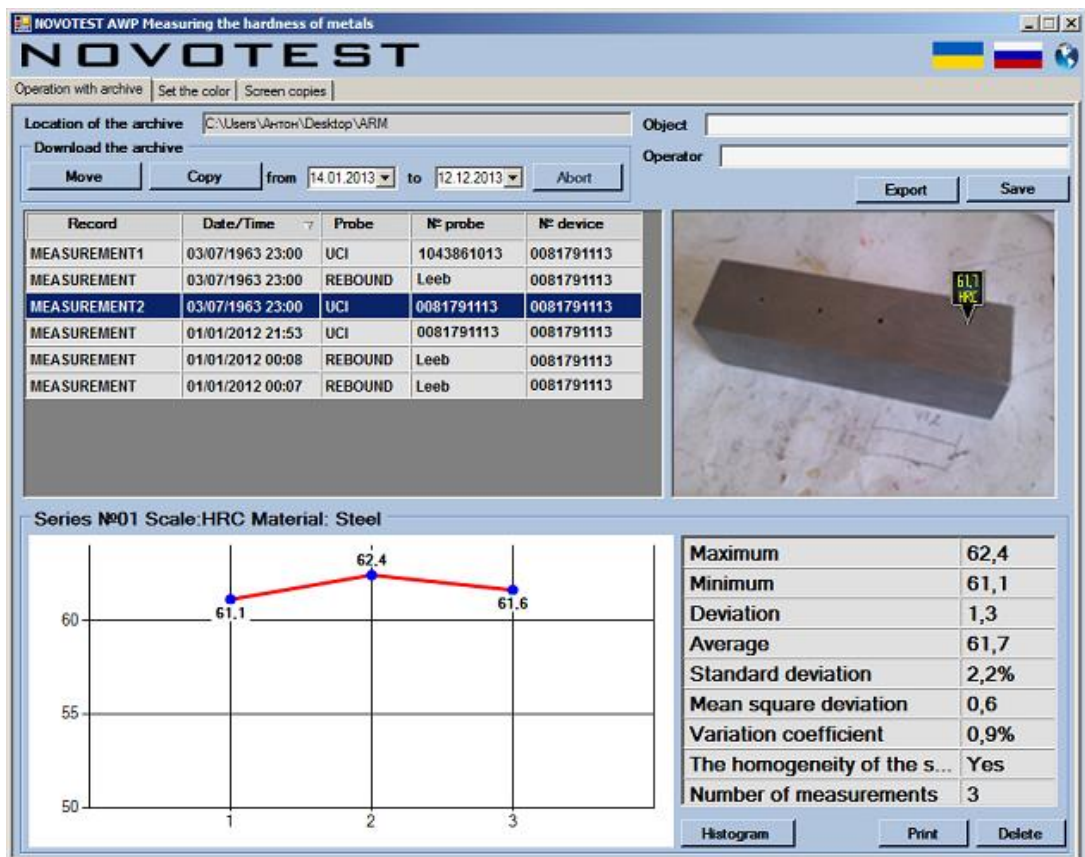 NOVOTEST AWP Measuring the hardness of metals
NOVOTEST
Operation with archive Set the color Screen copies
Location of the archive C:\Users\Антон\Desktop\ARM Object
Download the archive Operator
Move Copy from 14.01.2013 to 12.12.2013 Abort
Export Save
Record Date/Time Probe № probe № device
MEASUREMENT1 03/07/1963 23:00 UCI 1043861013 0081791113
MEASUREMENT 03/07/1963 23:00 REBOUND Leeb 0081791113
MEASUREMENT2 03/07/1963 23:00 UCI 0081791113 0081791113
MEASUREMENT 01/01/2012 21:53 UCI 0081791113 0081791113
MEASUREMENT 01/01/2012 00:08 REBOUND Leeb 0081791113
MEASUREMENT 01/01/2012 00:07 REBOUND Leeb 0081791113
61,7
HRC
Series №01 Scale:HRC Material: Steel
62.4
61.1
61.6
60
55
50
1 2 3
Maximum 62,4
Minimum 61,1
Deviation 1,3
Average 61,7
Standard deviation 2,2%
Mean square deviation 0,6
Variation coefficient 0,9%
The homogeneity of the s... Yes
Number of measurements 3
Histogram Print Delete